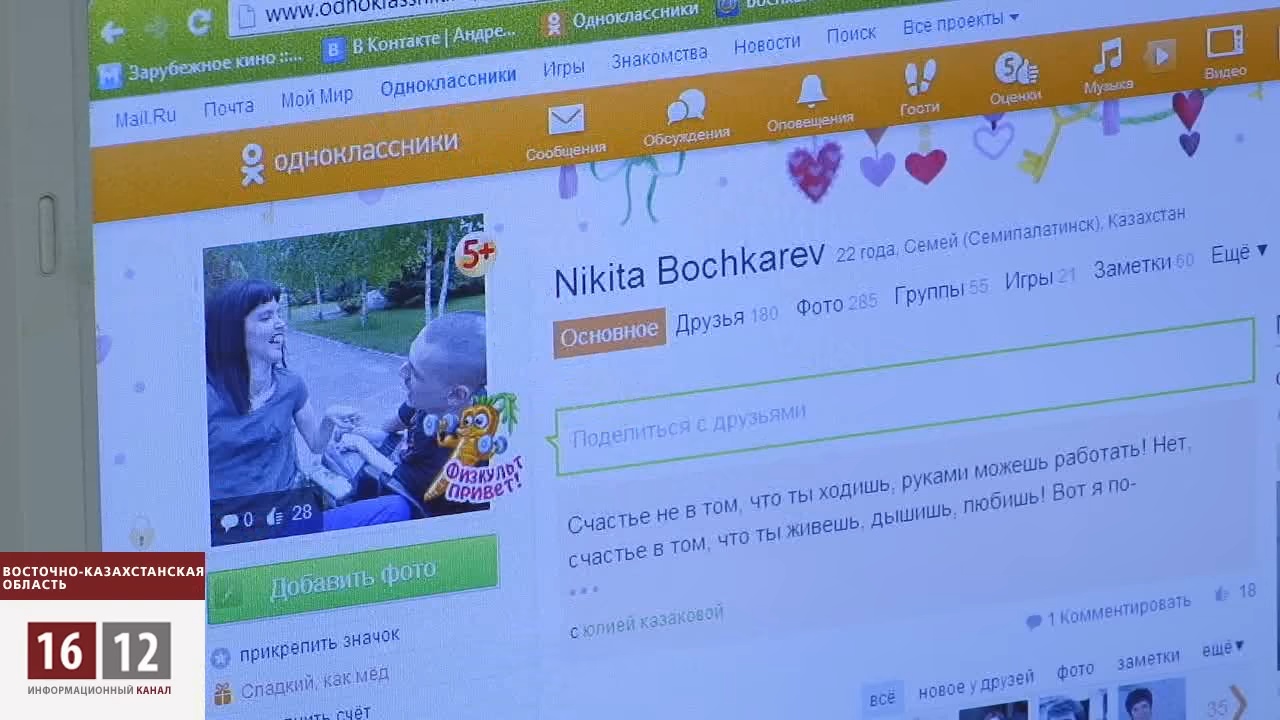 www.odnoklassni
Зарубежное кино ::...
В Контакте | Андре...
Одноклассники
Mail.Ru Почта Мой Мир Одноклассники Игры Знакомства Новости Поиск Все проекты
одноклассники
Сообщения Обсуждения Оповещения Гости Оценки Музыка Видео
5
5+
Nikita Bochkarev 22 года, Семей (Семипалатинск), Казахстан
Основное Друзья 180 Фото 285 Группы 55 Игры 21 Заметки 60 Ещё
Поделиться с друзьями
ФИЗКУЛЬТ
ПРИВЕТ!
0 28
Счастье не в том, что ты ходишь, руками можешь работать! Нет,
счастье в том, что ты живешь, дышишь, любишь! Вот я по-
...
с юлией казаковой
1 Комментировать 18
Добавить фото
прикрепить значок
Сладкий, как мёд
счёт
всё новое у друзей фото заметки ещё
35
ВОСТОЧНО-КАЗАХСТАНСКАЯ
ОБЛАСТЬ
16 12
ИНФОРМАЦИОННЫЙ КАНАЛ